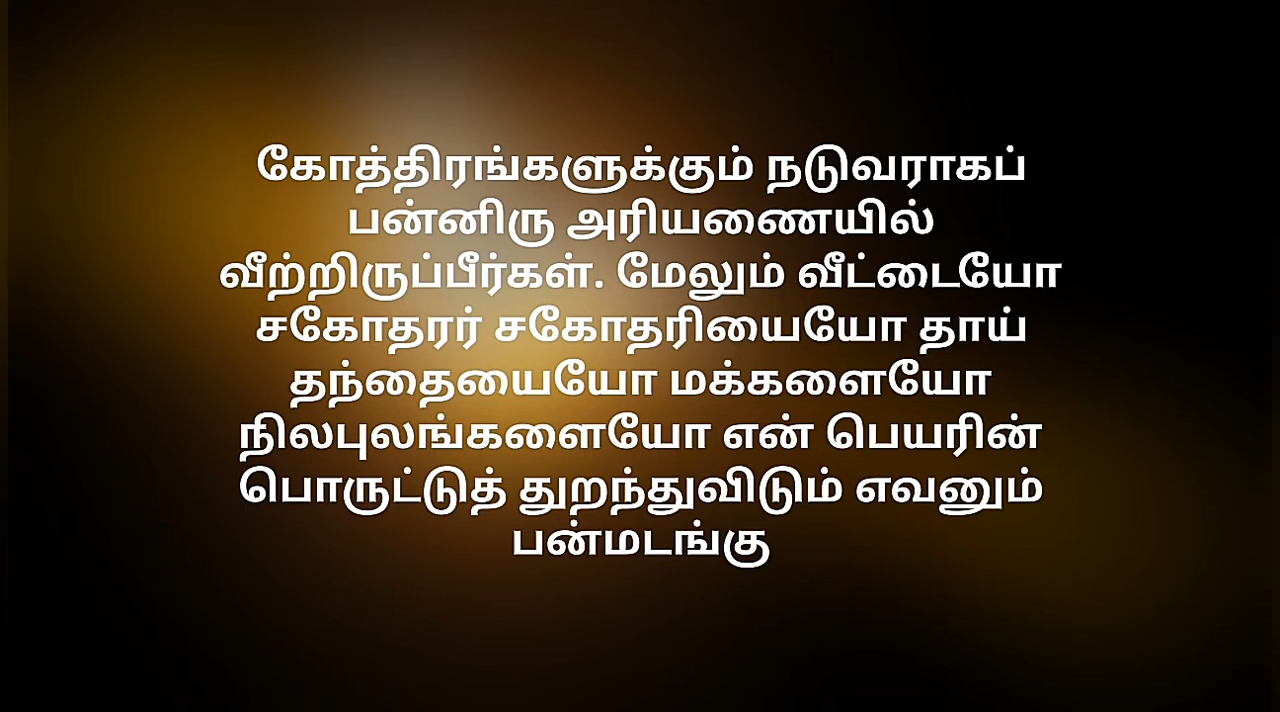 கோத்திரங்களுக்கும் நடுவராகப்
பன்னிரு அரியணையில்
வீற்றிருப்பீர்கள். மேலும் வீட்டையோ
சகோதரர் சகோதரியையோ தாய்
தந்தையையோ மக்களையோ
நிலபுலங்களையோ என் பெயரின்
பொருட்டுத் துறந்துவிடும் எவனும்
பன்மடங்கு